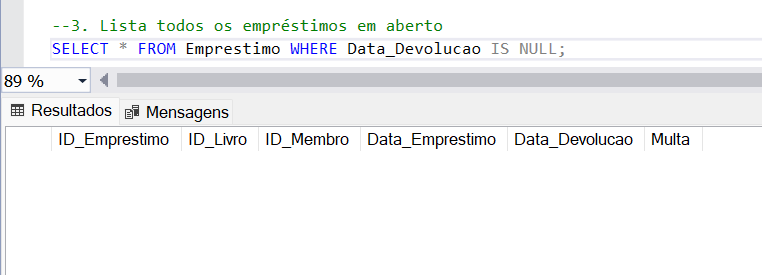 --3. Lista todos os empréstimos em aberto
SELECT * FROM Emprestimo WHERE Data_Devolucao IS NULL;
89 %
Resultados Mensagens
ID_Emprestimo ID_Livro ID_Membro Data_Emprestimo Data_Devolucao Multa